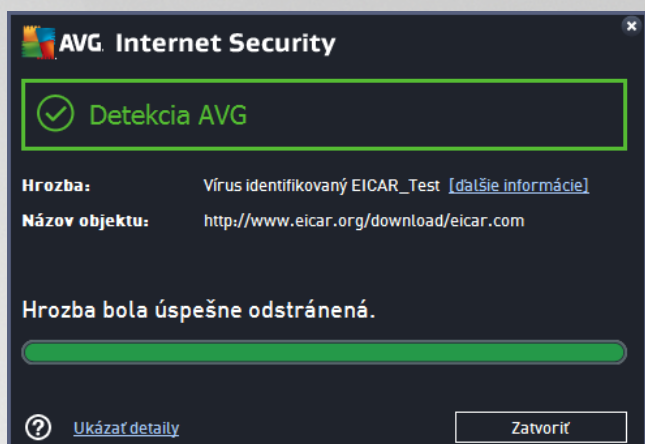 AVG Internet Security
Detekcia AVG
Hrozba: Vírus identifikovaný EICAR_Test [ďalšie informácie]
Názov objektu: http://www.eicar.org/download/eicar.com
Hrozba bola úspešne odstránená.
? Ukázať detaily Zatvoriť